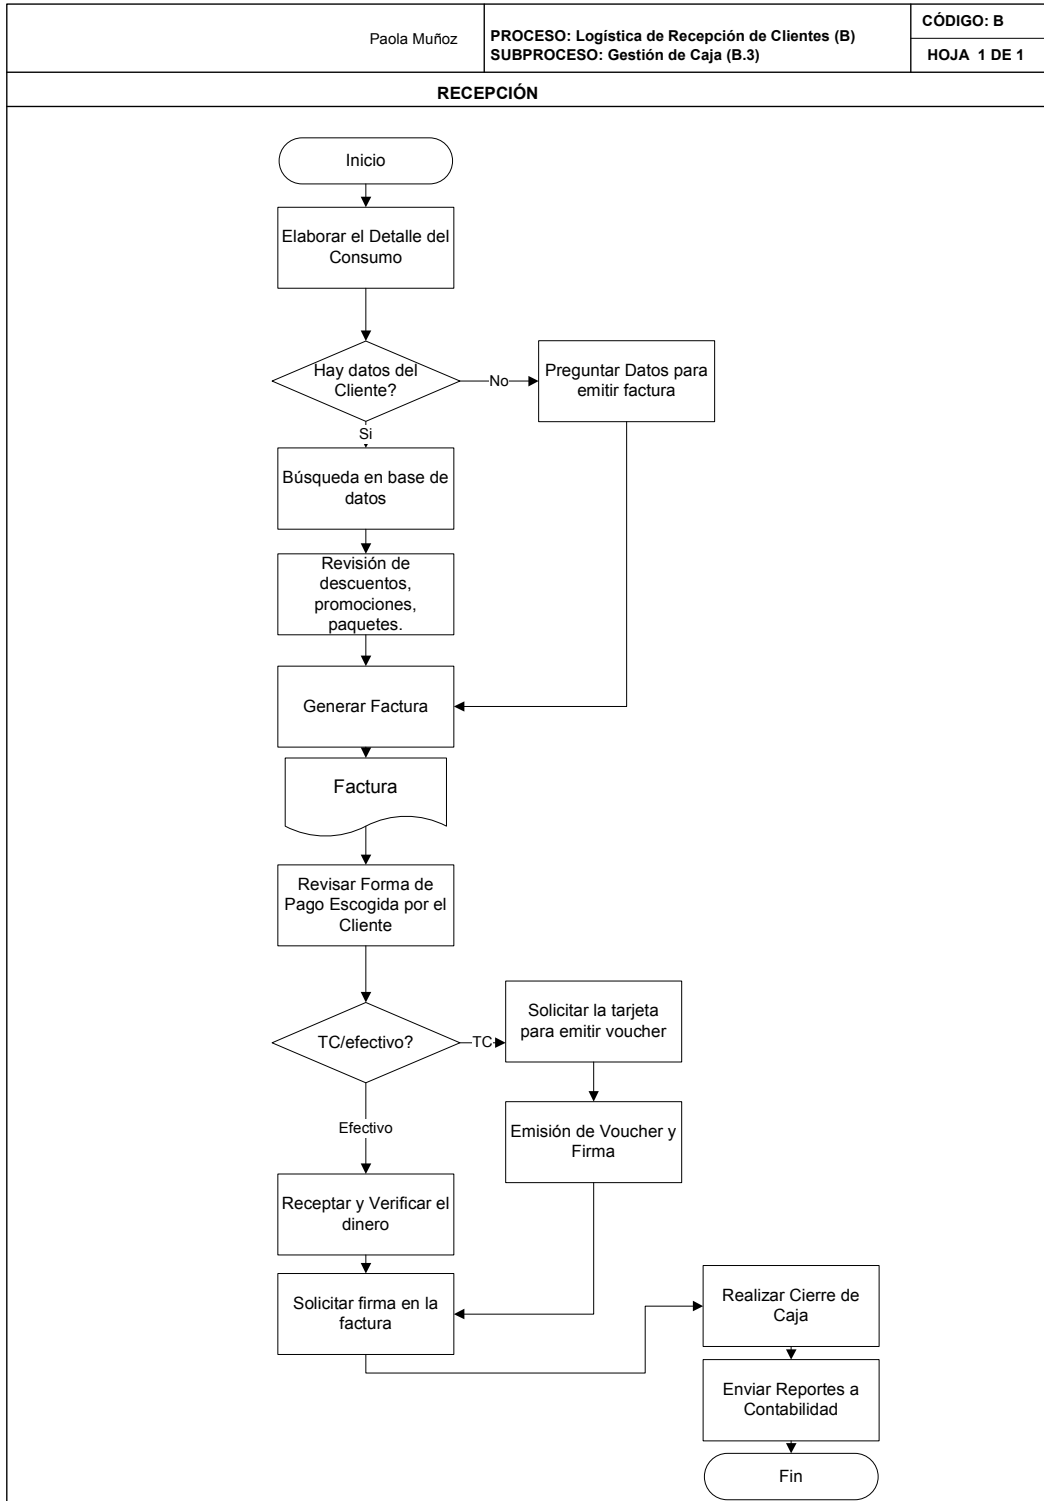 Paola Muñoz
PROCESO: Logística de Recepción de Clientes (B)
SUBPROCESO: Gestión de Caja (B.3)
CÓDIGO: B
HOJA 1 DE 1
RECEPCIÓN
Inicio
Elaborar el Detalle del
Consumo
Hay datos del
Cliente?
No
Preguntar Datos para
emitir factura
Si
Búsqueda en base de
datos
Revisión de
descuentos,
promociones,
paquetes.
Generar Factura
Factura
Revisar Forma de
Pago Escogida por el
Cliente
TC/efectivo?
TC
Solicitar la tarjeta
para emitir voucher
Emisión de Voucher y
Firma
Efectivo
Receptar y Verificar el
dinero
Solicitar firma en la
factura
Realizar Cierre de
Caja
Enviar Reportes a
Contabilidad
Fin